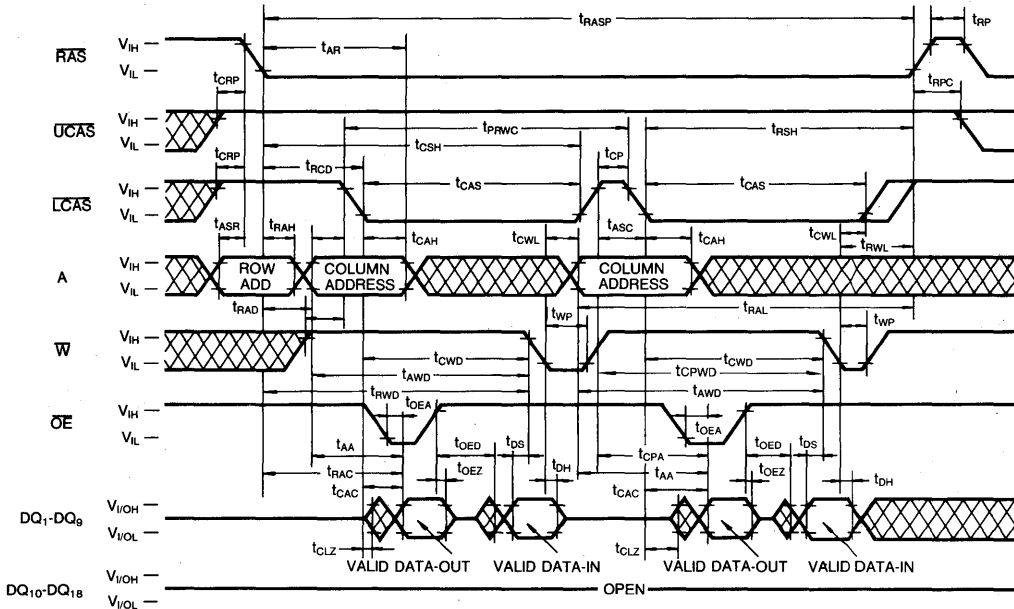 tRASP
tRP
tAR
RAS
VIH
VIL
tCRP
tRPC
UCAS
VIH
VIL
tPRWC
tRSH
tCSH
tCRP
tRCD
tCP
LCAS
VIH
VIL
tCAS
tCAS
tASR
tRAH
tCAH
tCWL
tASC
tCAH
tCWL
tRWL
A
VIH
VIL
ROW ADD
COLUMN ADDRESS
COLUMN ADDRESS
tRAD
tWP
tRAL
tWP
W
VIH
VIL
tCWD
tCWD
tAWD
tCPWD
tRWD
tAWD
OE
VIH
VIL
tOEA
tOEA
tAA
tOED
tDS
tCPA
tOED
tDS
tRAC
tOEZ
tDH
tAA
tOEZ
tDH
tCAC
tCAC
DQ1-DQ9
VI/OH
VI/OL
tCLZ
VALID DATA-OUT
VALID DATA-IN
tCLZ
VALID DATA-OUT
VALID DATA-IN
DQ10-DQ18
VI/OH
VI/OL
OPEN